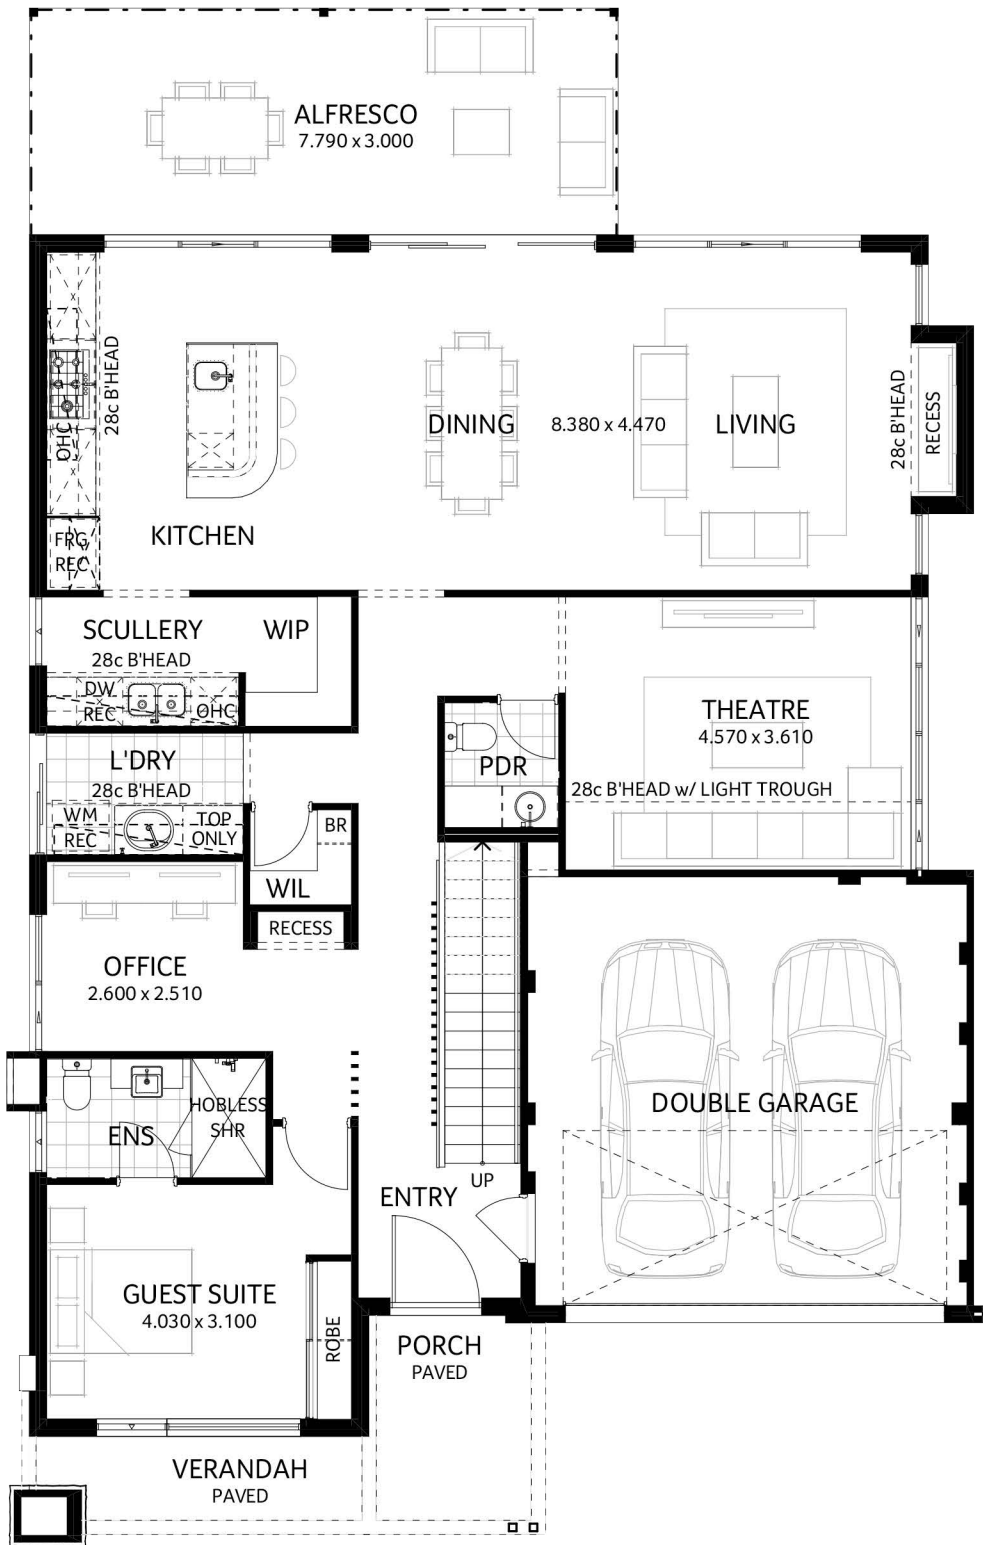 ALFRESCO
7.790 x 3.000
28c B'HEAD
OHC
FRG
REC
KITCHEN
DINING
8.380 x 4.470
LIVING
28c B'HEAD
RECESS
SCULLERY
28c B'HEAD
WIP
DW
REC
OHC
THEATRE
4.570 x 3.610
28c B'HEAD w/ LIGHT TROUGH
PDR
L'DRY
28c B'HEAD
WM
REC
TOP
ONLY
BR
WIL
RECESS
OFFICE
2.600 x 2.510
HOBLESS
SHR
ENS
DOUBLE GARAGE
UP
ENTRY
GUEST SUITE
4.030 x 3.100
ROBE
PORCH
PAVED
VERANDAH
PAVED